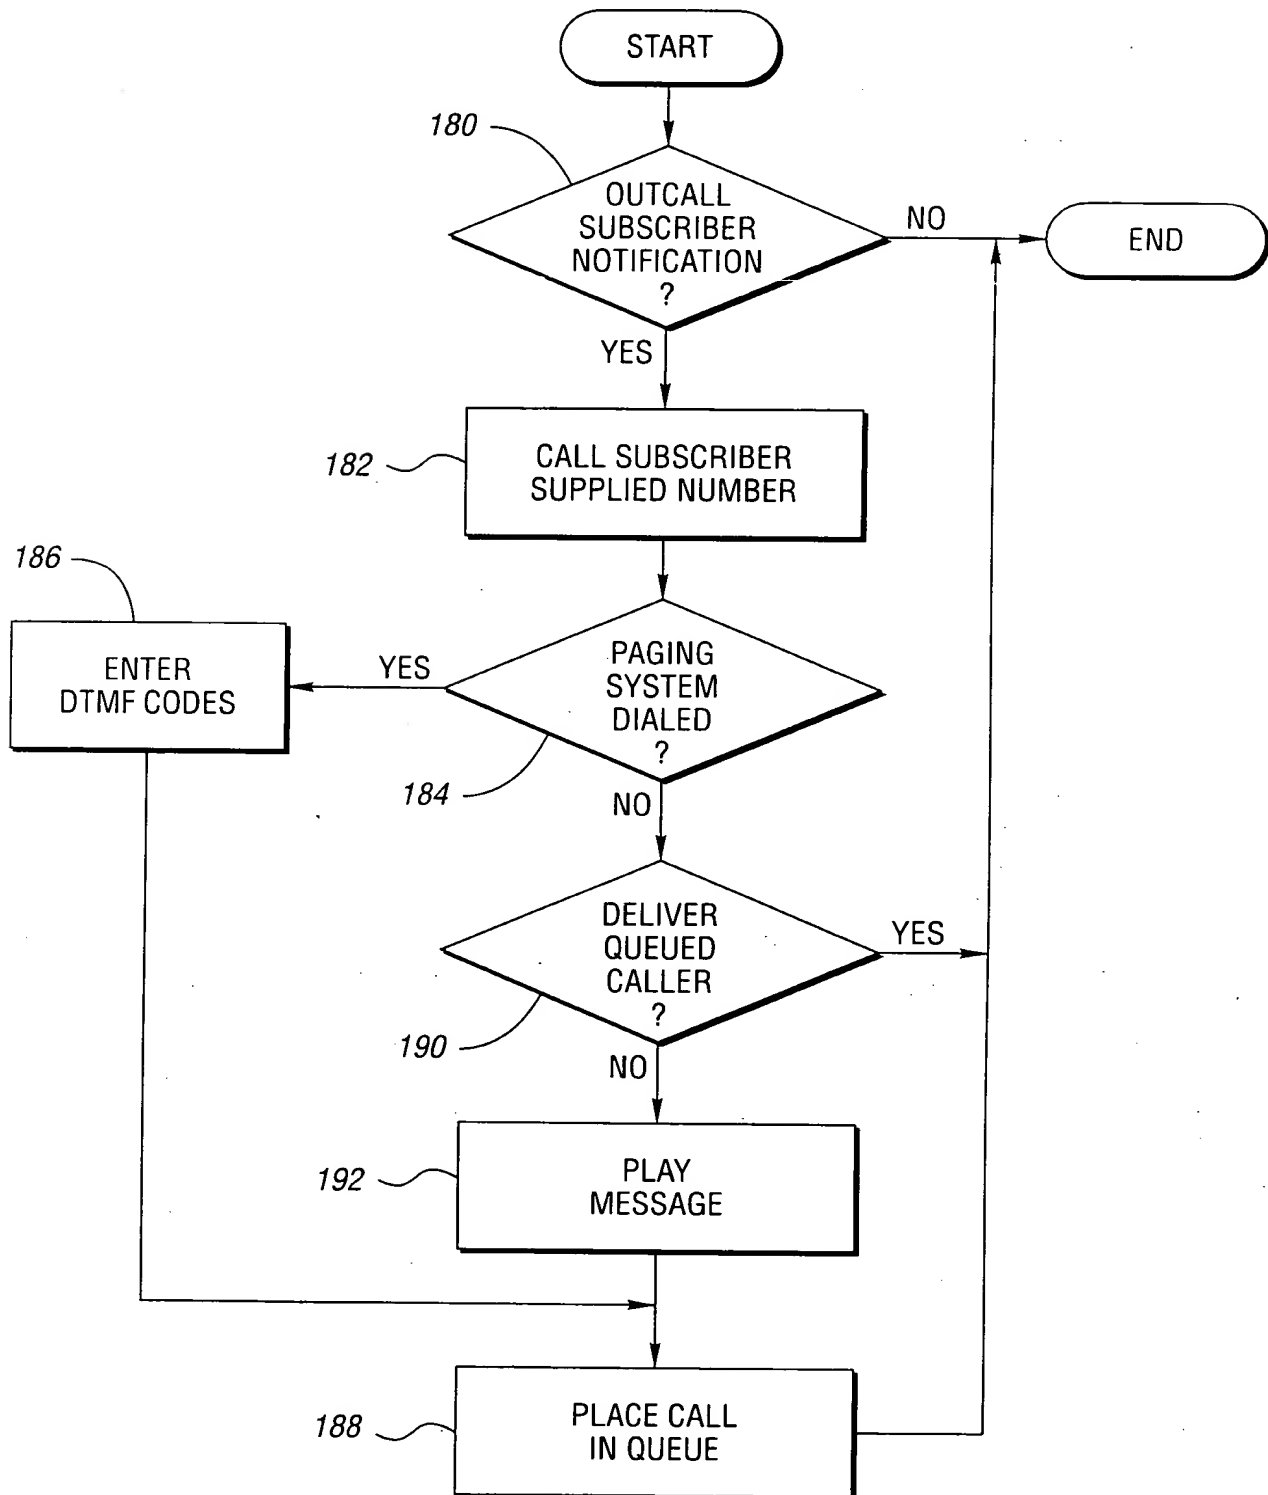 START
180
OUTCALL
SUBSCRIBER
NOTIFICATION
?
NO
END
YES
182
CALL SUBSCRIBER
SUPPLIED NUMBER
186
ENTER
DTMF CODES
YES
PAGING
SYSTEM
DIALED
?
184
NO
DELIVER
QUEUED
CALLER
?
YES
190
NO
192
PLAY
MESSAGE
188
PLACE CALL
IN QUEUE